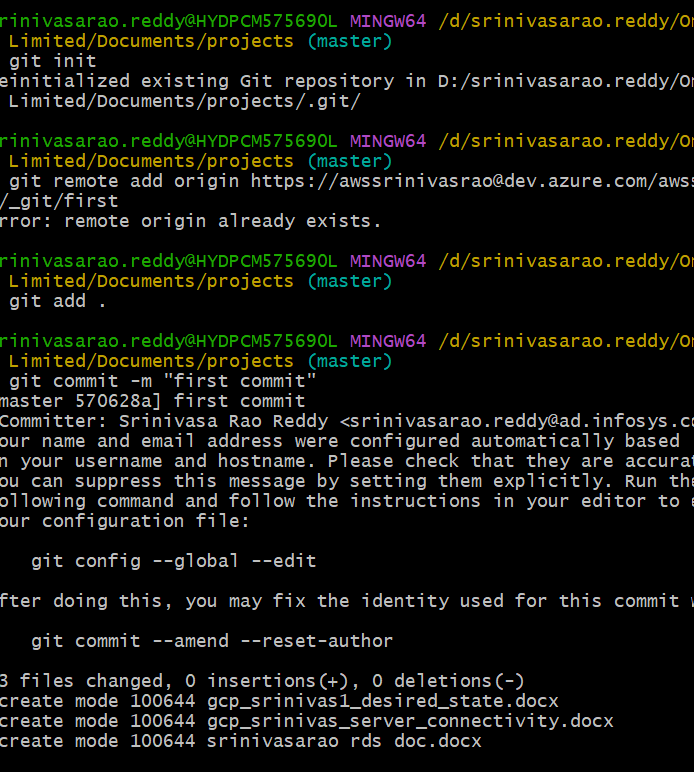 srinivasarao.reddy@HYDPCM575690L MINGW64 /d/srinivasarao.reddy/On
Limited/Documents/projects (master)
git init
einitialized existing Git repository in D:/srinivasarao.reddy/On
Limited/Documents/projects/.git/
srinivasarao.reddy@HYDPCM575690L MINGW64 /d/srinivasarao.reddy/On
Limited/Documents/projects (master)
git remote add origin https://awssrinivasrao@dev.azure.com/awss
/_git/first
rror: remote origin already exists.
srinivasarao.reddy@HYDPCM575690L MINGW64 /d/srinivasarao.reddy/On
Limited/Documents/projects (master)
git add .
srinivasarao.reddy@HYDPCM575690L MINGW64 /d/srinivasarao.reddy/On
Limited/Documents/projects (master)
git commit -m "first commit"
[master 570628a] first commit
Committer: Srinivasa Rao Reddy <srinivasarao.reddy@ad.infosys.co
our name and email address were configured automatically based
n your username and hostname. Please check that they are accurat
ou can suppress this message by setting them explicitly. Run the
ollowing command and follow the instructions in your editor to e
our configuration file:
git config --global --edit
fter doing this, you may fix the identity used for this commit w
git commit --amend --reset-author
3 files changed, 0 insertions(+), 0 deletions(-)
create mode 100644 gcp_srinivas1_desired_state.docx
create mode 100644 gcp_srinivas_server_connectivity.docx
create mode 100644 srinivasarao rds doc.docx